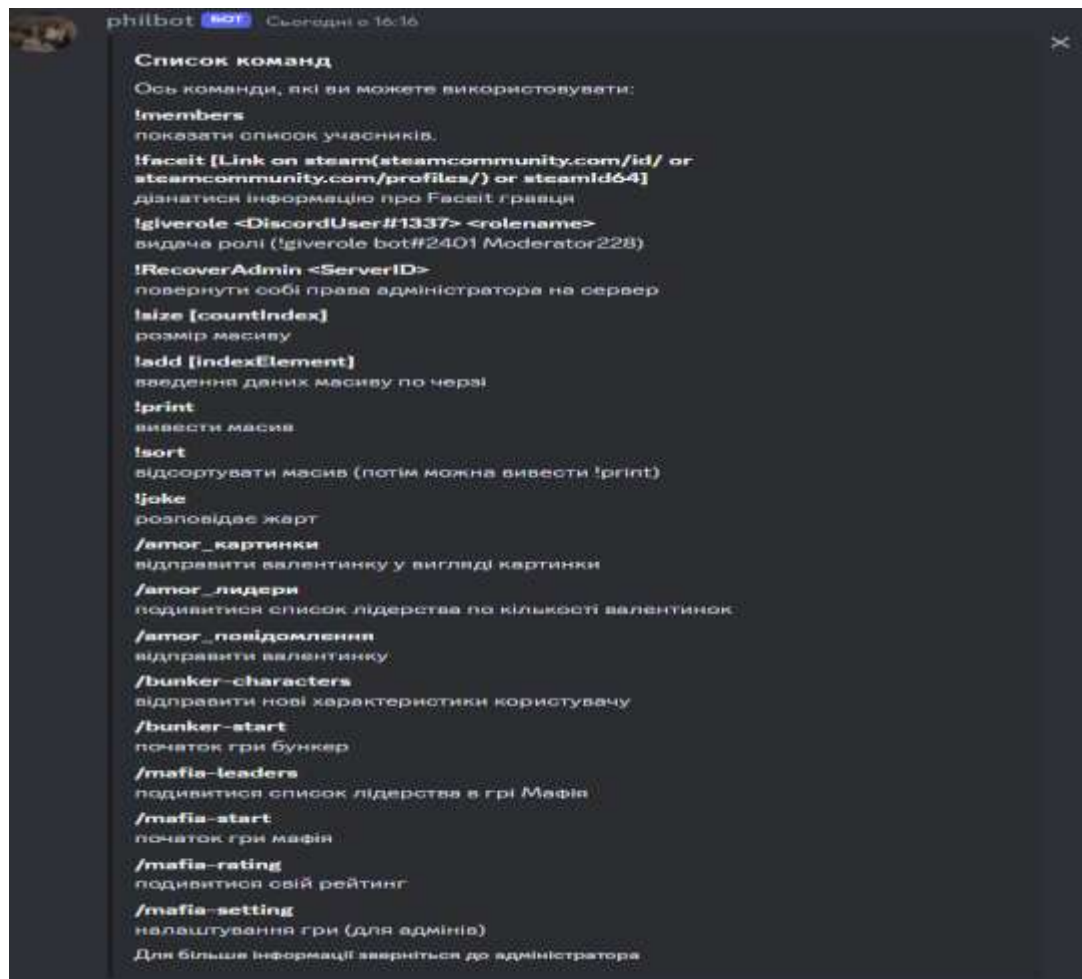 philbot БОТ Сьогодні о 16:16
Список команд
Ось команди, які ви можете використовувати:
!members
показати список учасників.
!faceit [Link on steam(steamcommunity.com/id/ or
steamcommunity.com/profiles/) or steamId64]
дізнатися інформацію про Faceit гравця
!giverole <DiscordUser#1337> <rolename>
видача ролі (!giverole bot#2401 Moderator228)
!RecoverAdmin <ServerID>
повернути собі права адміністратора на сервер
!size [countIndex]
розмір масиву
!add [indexElement]
введення даних масиву по черзі
!print
вивести масив
!sort
відсортувати масив (потім можна вивести !print)
!joke
розповідає жарт
/amor_картинки
відправити валентинку у вигляді картинки
/amor_лидери
подивитися список лідерства по кількості валентинок
/amor_повідомлення
відправити валентинку
/bunker-characters
відправити нові характеристики користувачу
/bunker-start
початок гри бункер
/mafia-leaders
подивитися список лідерства в грі Мафія
/mafia-start
початок гри мафія
/mafia-rating
подивитися свій рейтинг
/mafia-setting
налаштування гри (для адмінів)
Для більше інформації зверніться до адміністратора